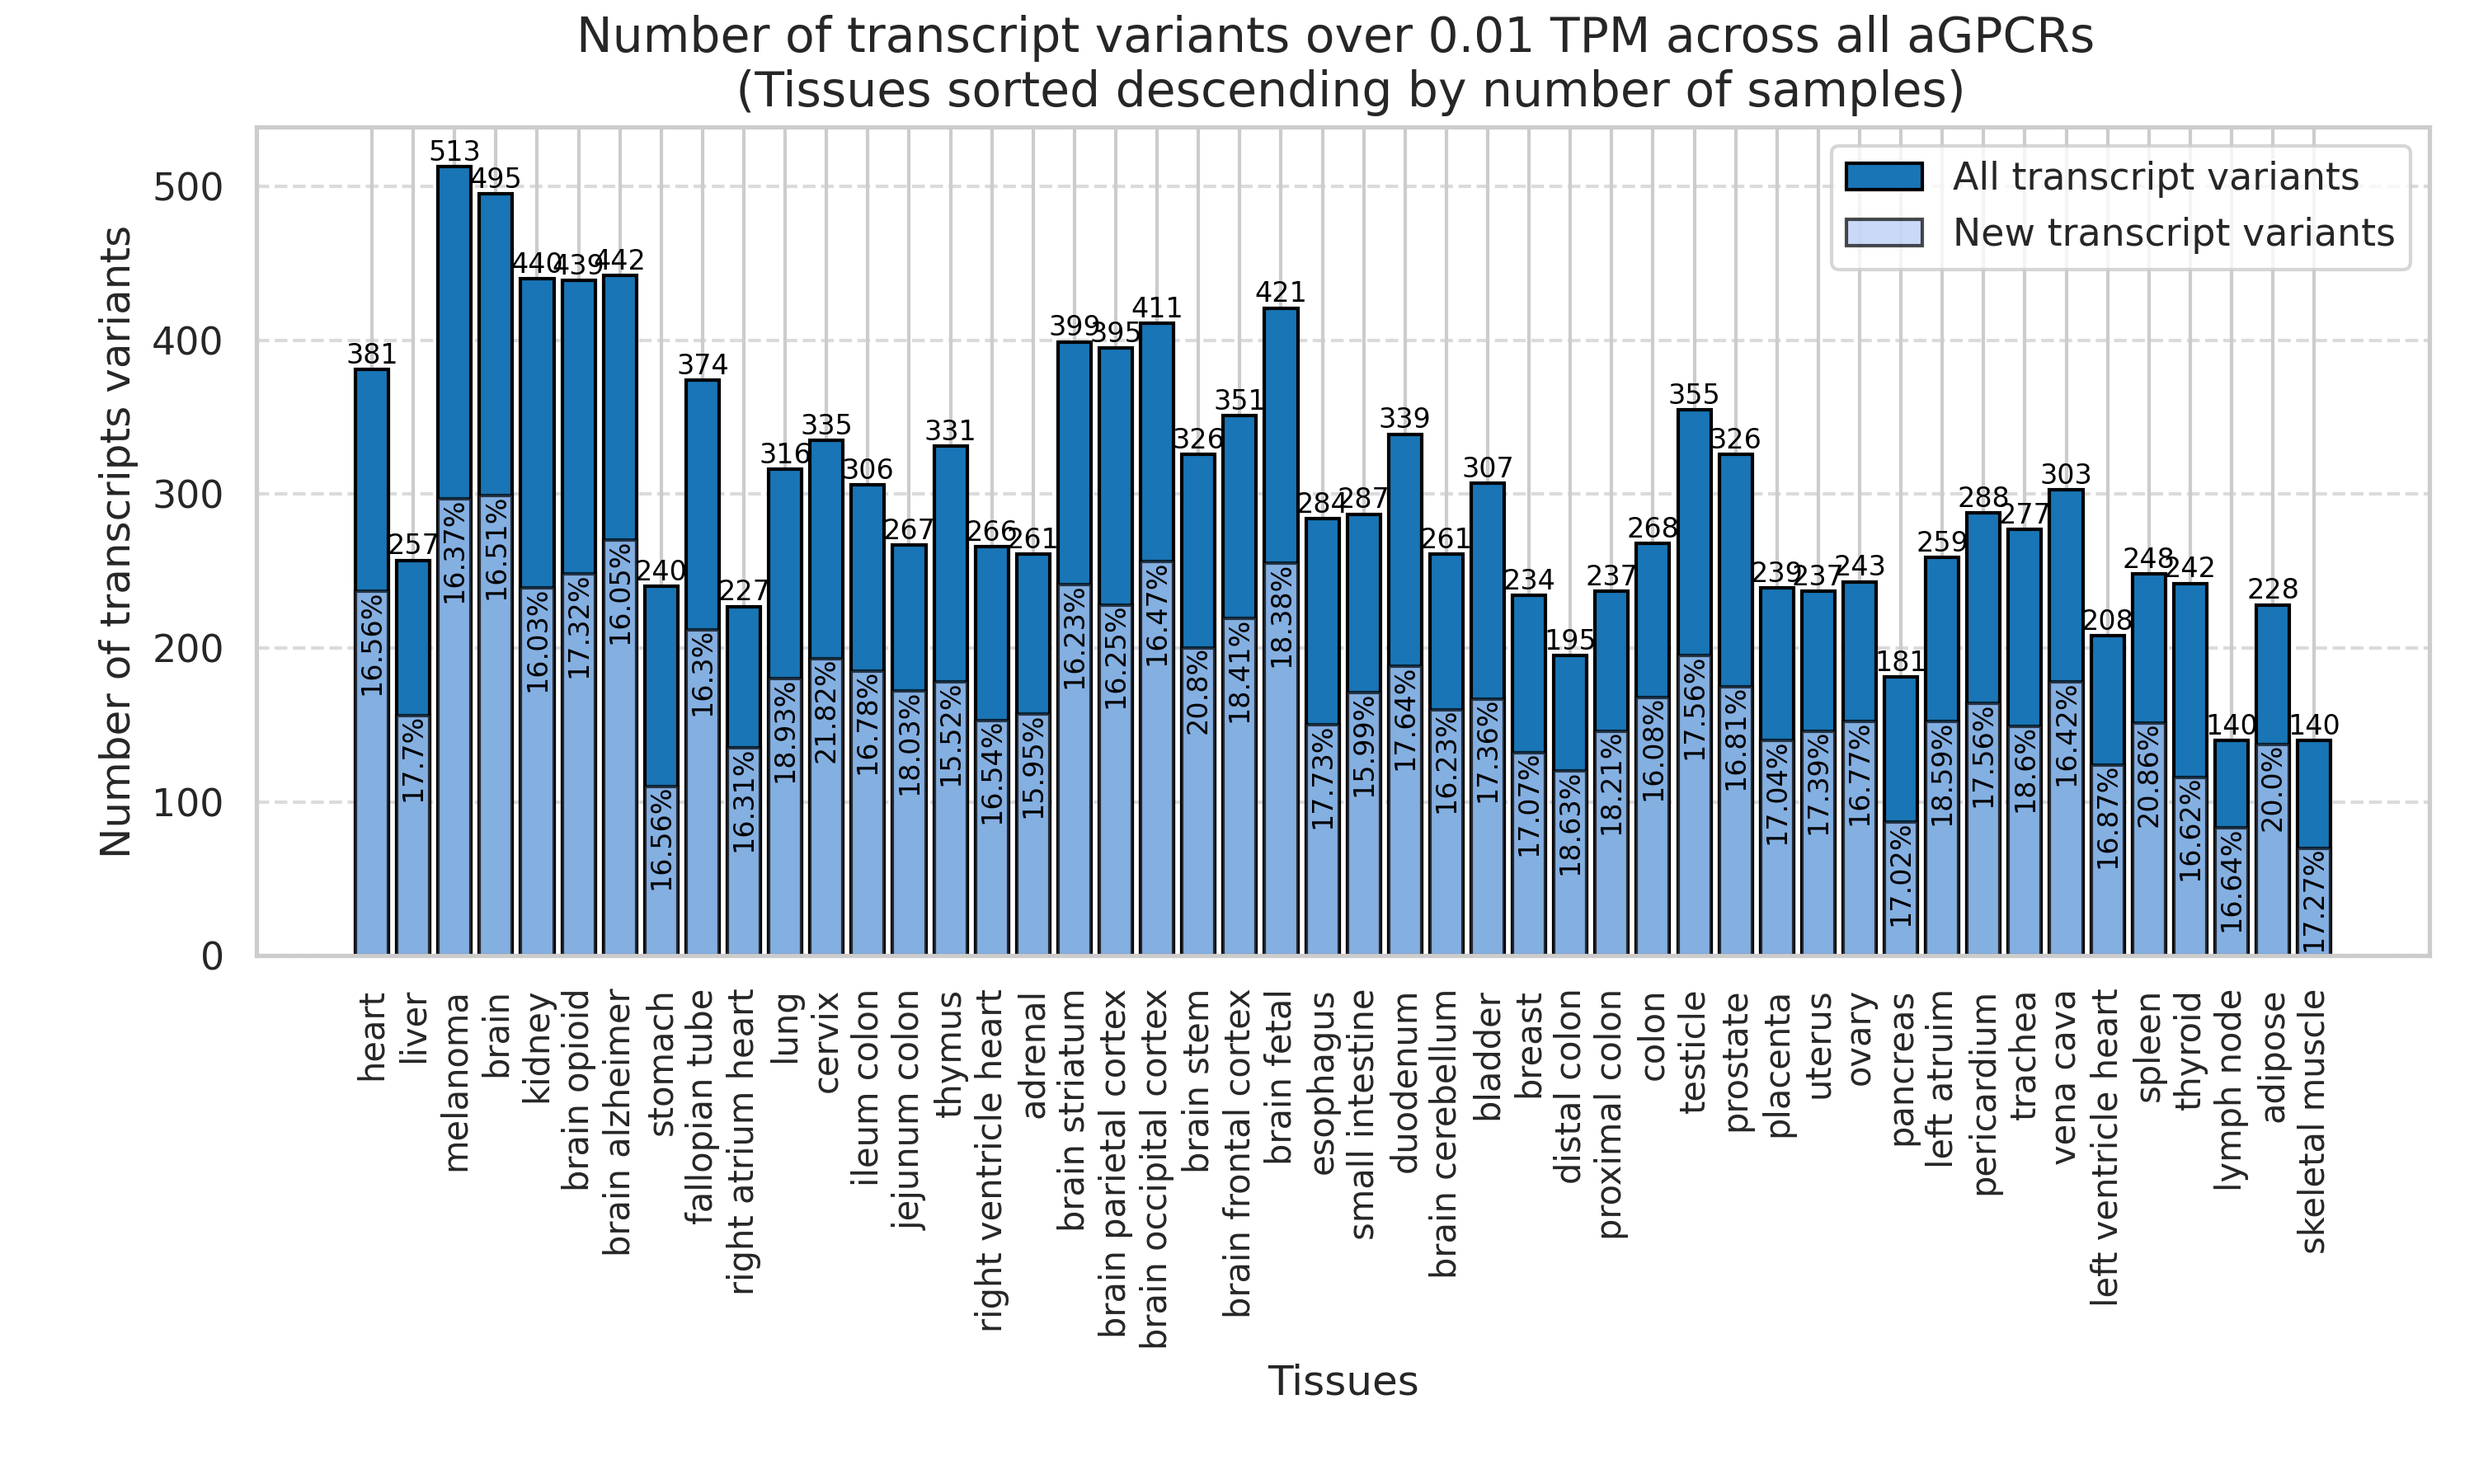 Number of transcript variants over 0.01 TPM across all aGPCRs
(Tissues sorted descending by number of samples)
Number of transcripts variants
500
400
300
200
100
0
All transcript variants
New transcript variants
381
257
513
495
440
439
442
240
374
227
316
335
306
267
331
266
261
399
395
411
326
351
421
284
287
339
261
307
234
195
237
268
355
326
239
237
243
181
259
288
277
303
208
248
242
140
228
140
16.56%
17.7%
16.37%
16.51%
16.03%
17.32%
16.05%
16.56%
16.3%
16.31%
18.93%
21.82%
16.78%
18.03%
15.52%
16.54%
15.95%
16.23%
16.25%
16.47%
20.8%
18.41%
18.38%
17.73%
15.99%
17.64%
16.23%
17.36%
17.07%
18.63%
18.21%
16.08%
17.56%
16.81%
17.04%
17.39%
16.77%
17.02%
18.59%
17.56%
18.6%
16.42%
16.87%
20.86%
16.62%
16.64%
20.0%
17.27%
heart
liver
melanoma
brain
kidney
brain opioid
brain alzheimer
stomach
fallopian tube
right atrium heart
lung
cervix
ileum colon
jejunum colon
thymus
right ventricle heart
adrenal
brain striatum
brain parietal cortex
brain occipital cortex
brain stem
brain frontal cortex
brain fetal
esophagus
small intestine
duodenum
brain cerebellum
bladder
breast
distal colon
proximal colon
colon
testicle
prostate
placenta
uterus
ovary
pancreas
left atruim
pericardium
trachea
vena cava
left ventricle heart
spleen
thyroid
lymph node
adipose
skeletal muscle
Tissues